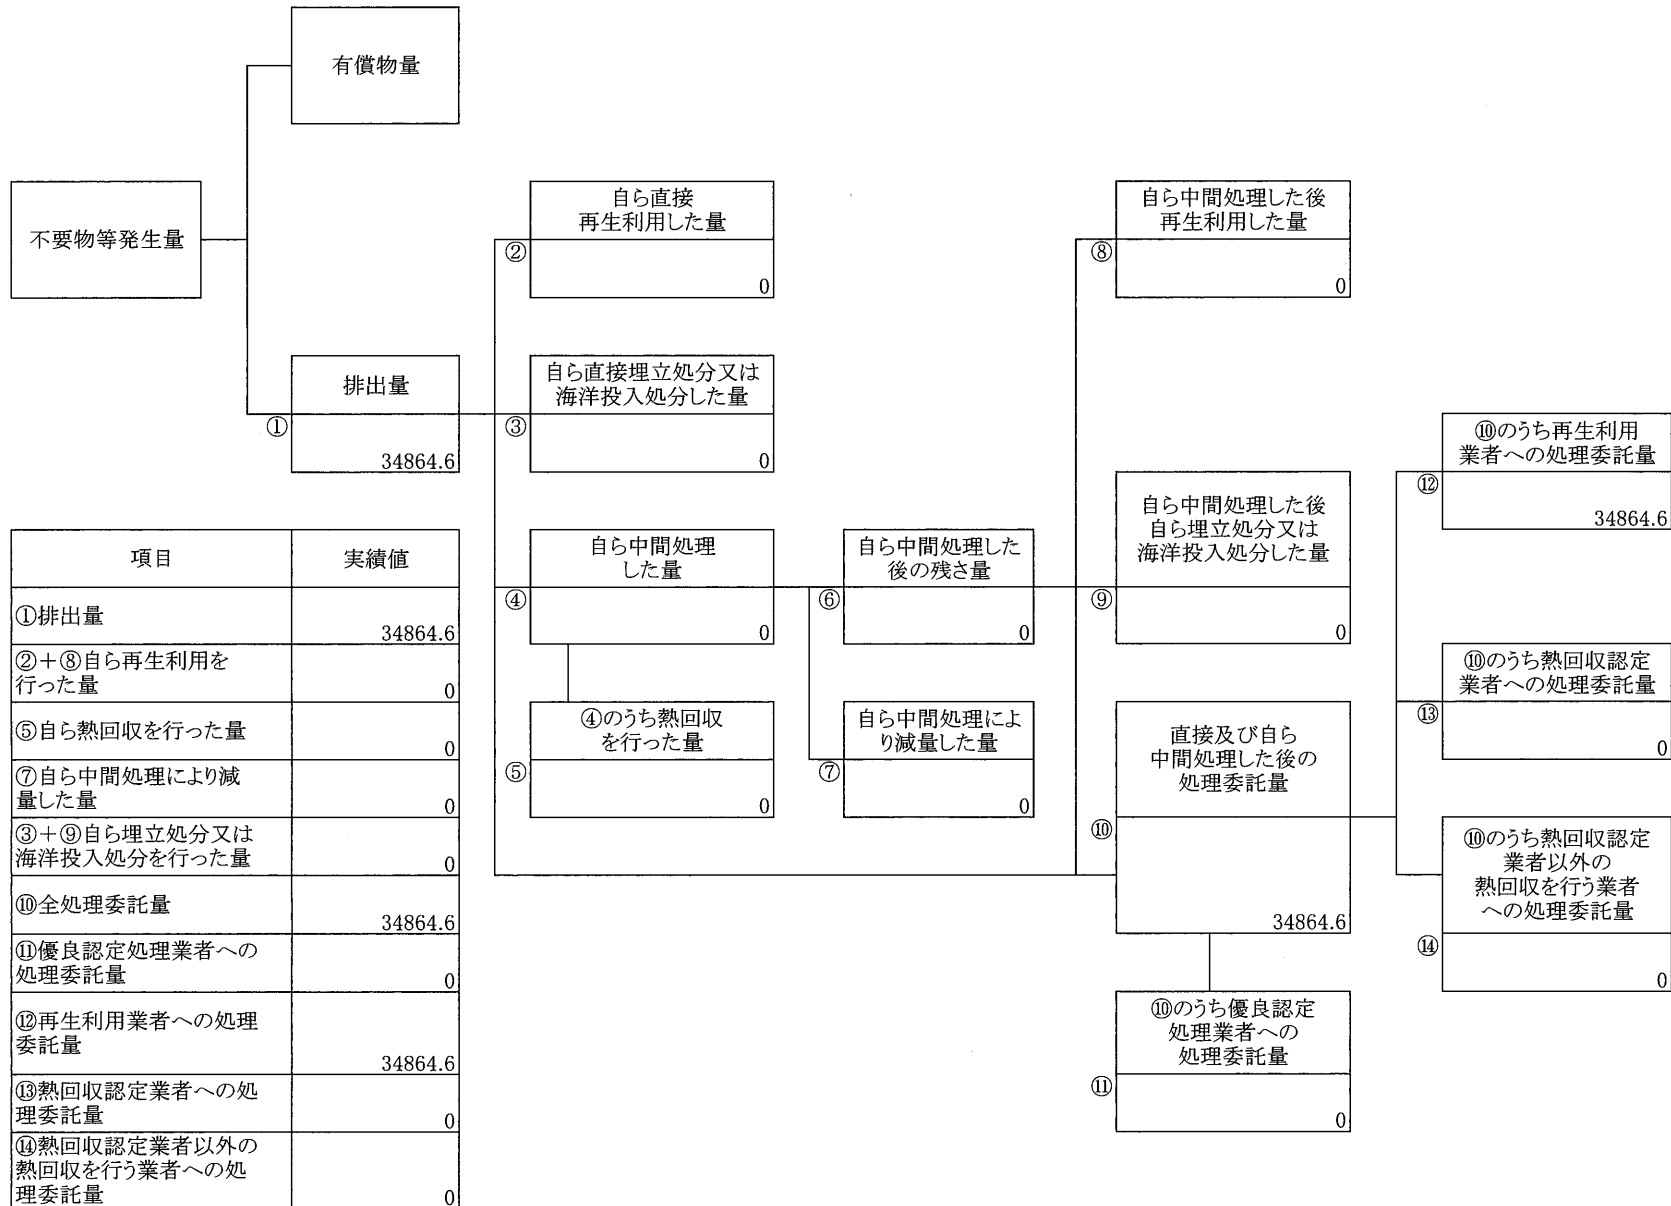 有償物量
不要物等発生量
自ら直接
再生利用した量
②
0
自ら中間処理した後
再生利用した量
⑧
0
排出量
①
34864.6
自ら直接埋立処分又は
海洋投入処分した量
③
0
⑩のうち再生利用
業者への処理委託量
⑫
34864.6
自ら中間処理
した量
④
0
自ら中間処理した
後の残さ量
⑥
0
自ら中間処理した後
自ら埋立処分又は
海洋投入処分した量
⑨
0
⑩のうち熱回収認定
業者への処理委託量
⑬
0
④のうち熱回収
を行った量
⑤
0
自ら中間処理によ
り減量した量
⑦
0
直接及び自ら
中間処理した後の
処理委託量
⑩
34864.6
⑩のうち熱回収認定
業者以外の
熱回収を行う業者
への処理委託量
⑭
0
⑩のうち優良認定
処理業者への
処理委託量
⑪
0
項目 実績値
①排出量
34864.6
②+⑧自ら再生利用を
行った量
0
⑤自ら熱回収を行った量
0
⑦自ら中間処理により減
量した量
0
③+⑨自ら埋立処分又は
海洋投入処分を行った量
0
⑩全処理委託量
34864.6
⑪優良認定処理業者への
処理委託量
0
⑫再生利用業者への処理
委託量
34864.6
⑬熱回収認定業者への処
理委託量
0
⑭熱回収認定業者以外の
熱回収を行う業者への処
理委託量
0